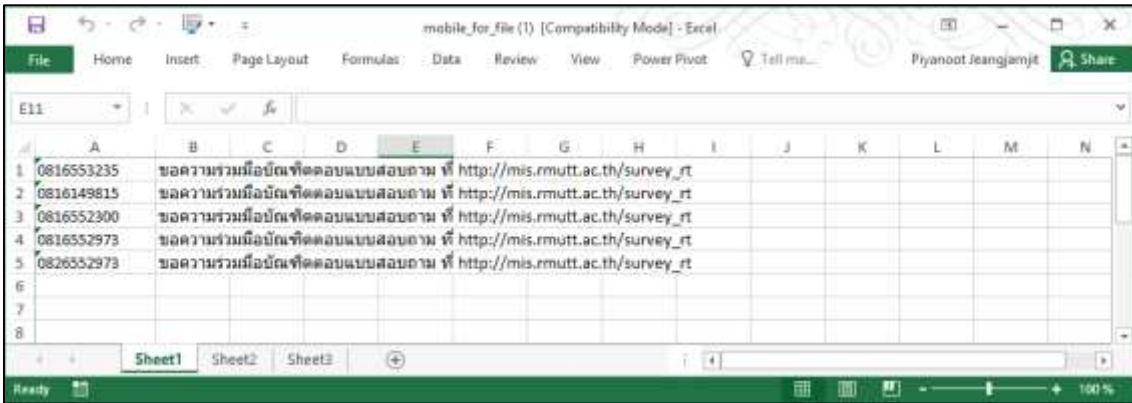 mobile_for_file (1) [Compatibility Mode] - Excel
File Home Insert Page Layout Formulas Data Review View Power Pivot Tell me... Piyanoot Jeangjamjit Share
E11 fx
A B C D E F G H I J K L M N
1 0816553235 ขอความร่วมมือบัณฑิตตอบแบบสอบถาม ที่ http://mis.rmutt.ac.th/survey_rt
2 0816149815 ขอความร่วมมือบัณฑิตตอบแบบสอบถาม ที่ http://mis.rmutt.ac.th/survey_rt
3 0816552300 ขอความร่วมมือบัณฑิตตอบแบบสอบถาม ที่ http://mis.rmutt.ac.th/survey_rt
4 0816552973 ขอความร่วมมือบัณฑิตตอบแบบสอบถาม ที่ http://mis.rmutt.ac.th/survey_rt
5 0826552973 ขอความร่วมมือบัณฑิตตอบแบบสอบถาม ที่ http://mis.rmutt.ac.th/survey_rt
6
7
8
Sheet1 Sheet2 Sheet3
Ready 100 %